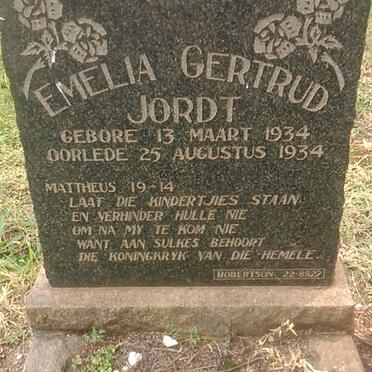 EMELIA GERTRUD
JORDT
GEBORE 13 MAART 1934
OORLEDE 25 AUGUSTUS 1934
MATTHEUS 19-14
LAAT DIE KINDERTJIES STAAN
EN VERHINDER HULLE NIE
OM NA MY TE KOM NIE
WANT AAN SULKES BEHOORT
DIE KONINGKRYK VAN DIE HEMELE.
ROBERTSON 22-8827